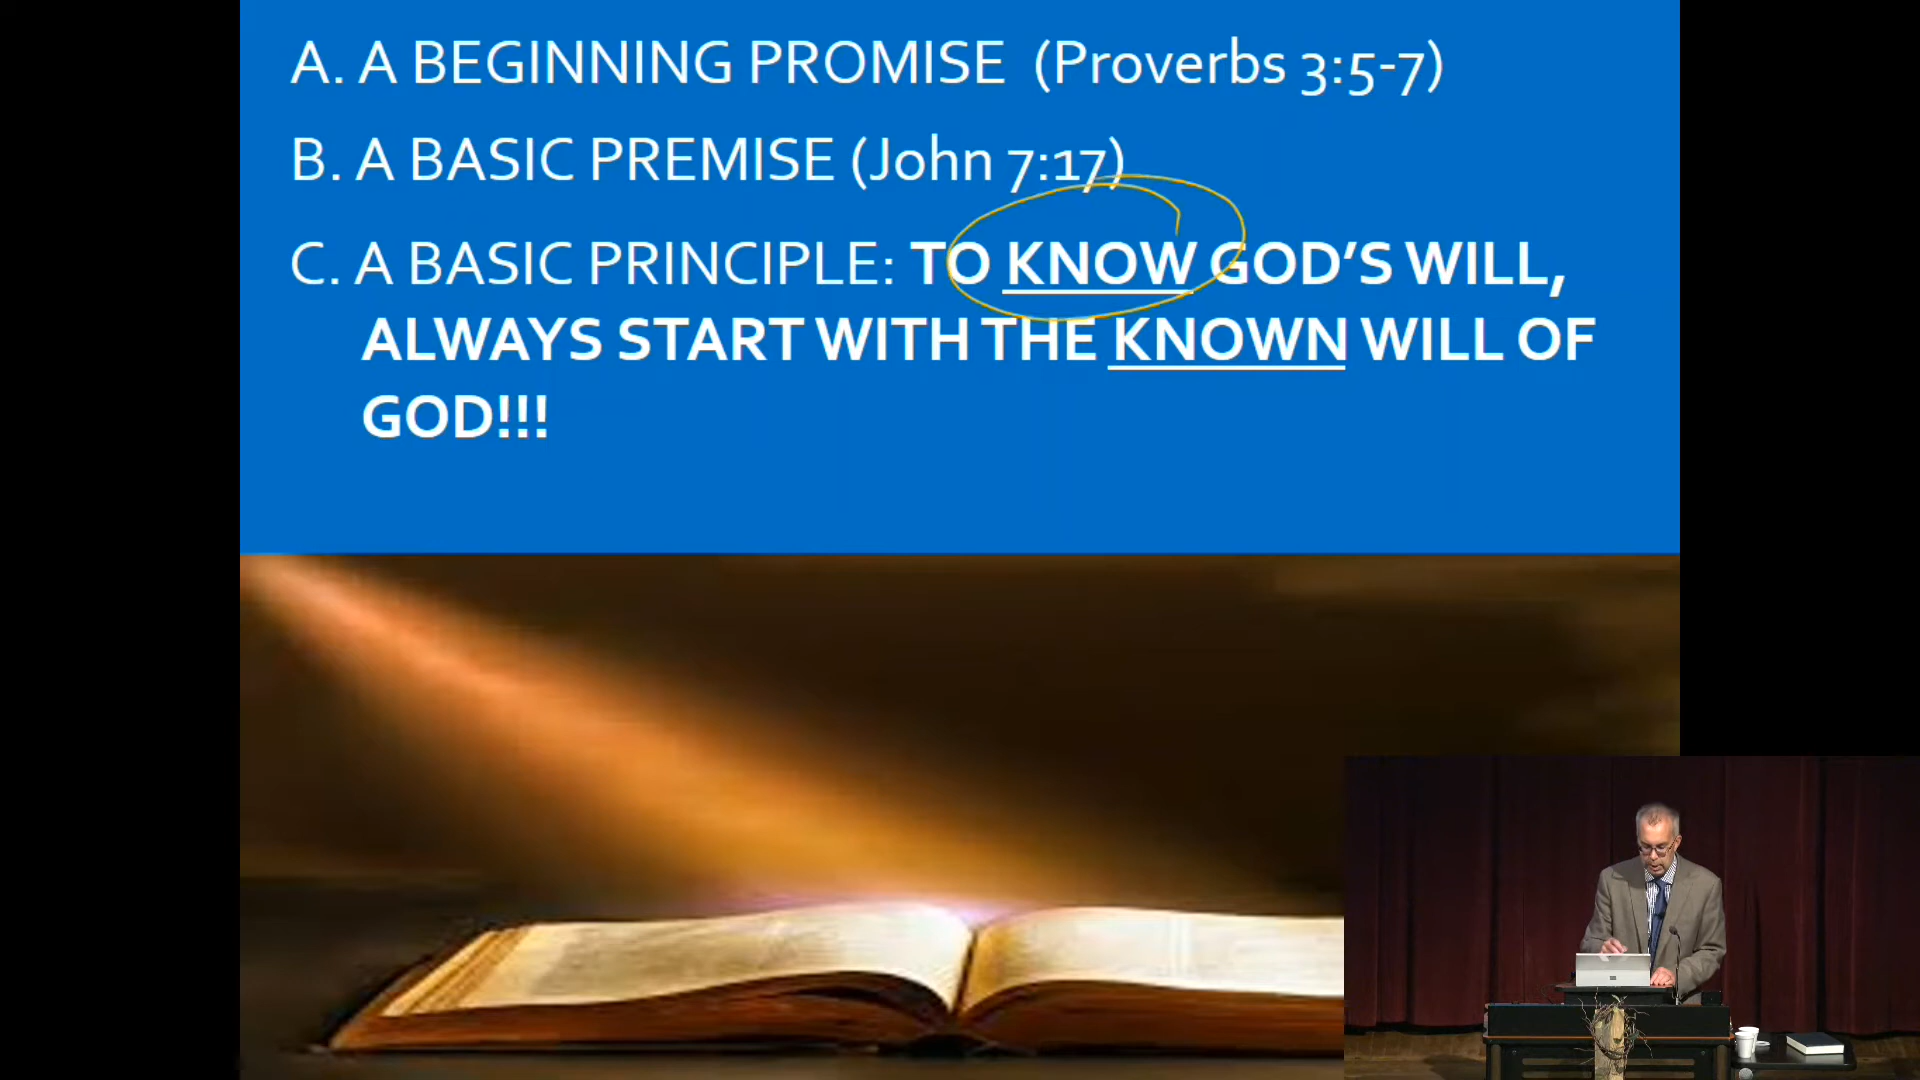 A. A BEGINNING PROMISE (Proverbs 3:5-7)
B. A BASIC PREMISE (John 7:17)
C. A BASIC PRINCIPLE: TO KNOW GOD'S WILL,
ALWAYS START WITH THE KNOWN WILL OF
GOD!!!